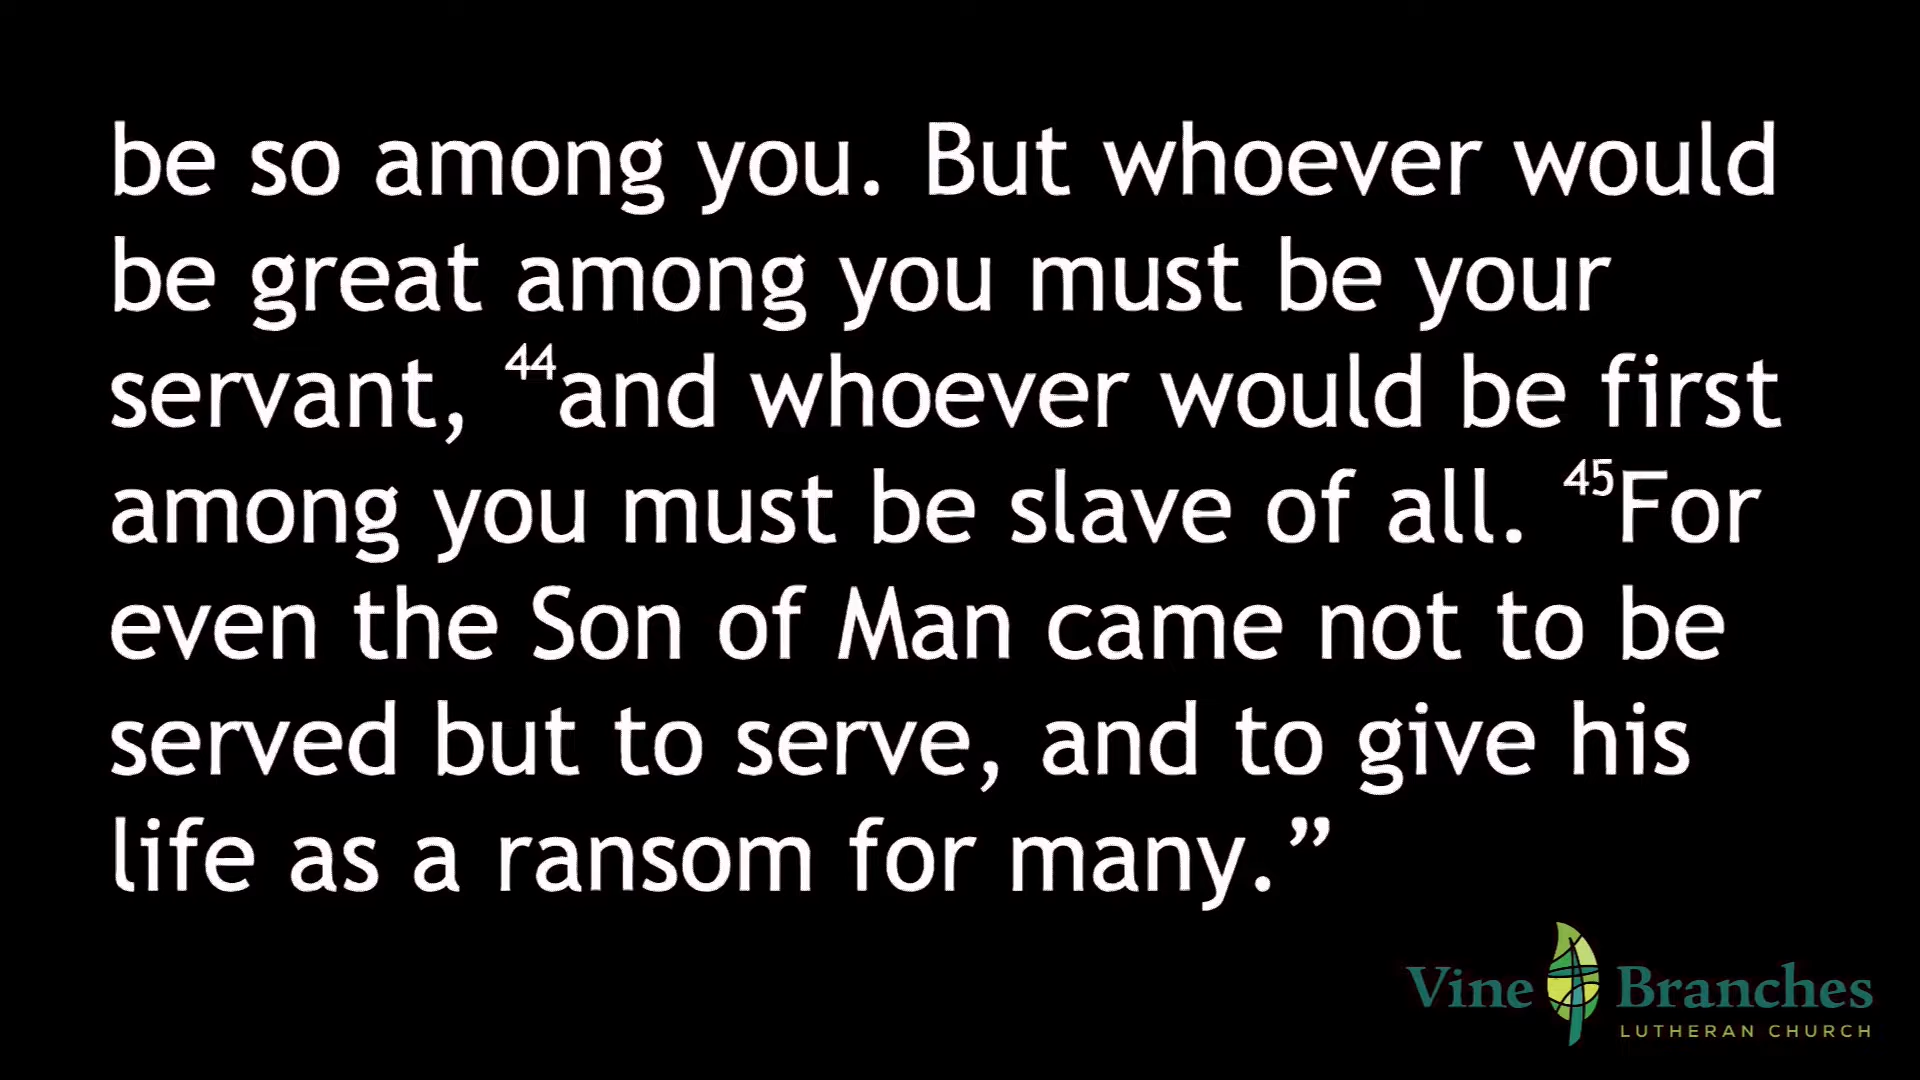 be so among you. But whoever would
be great among you must be your
servant, ⁴⁴and whoever would be first
among you must be slave of all. ⁴⁵For
even the Son of Man came not to be
served but to serve, and to give his
life as a ransom for many.”
Vine Branches
LUTHERAN CHURCH